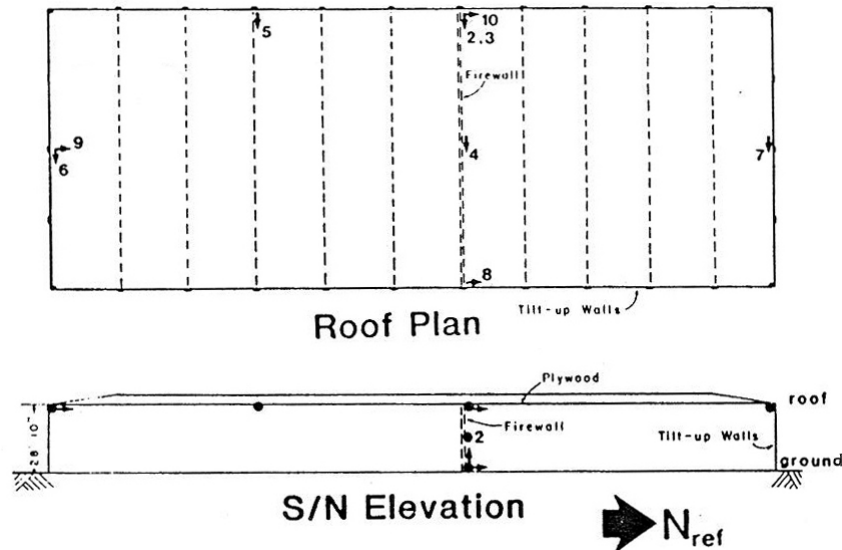 10
5
2,3
Firewall
9
6
4
7
8
Roof Plan
Tilt-up Walls
Plywood
roof
28' 10"
2
Firewall
Tilt-up Walls
ground
S/N Elevation
Nref